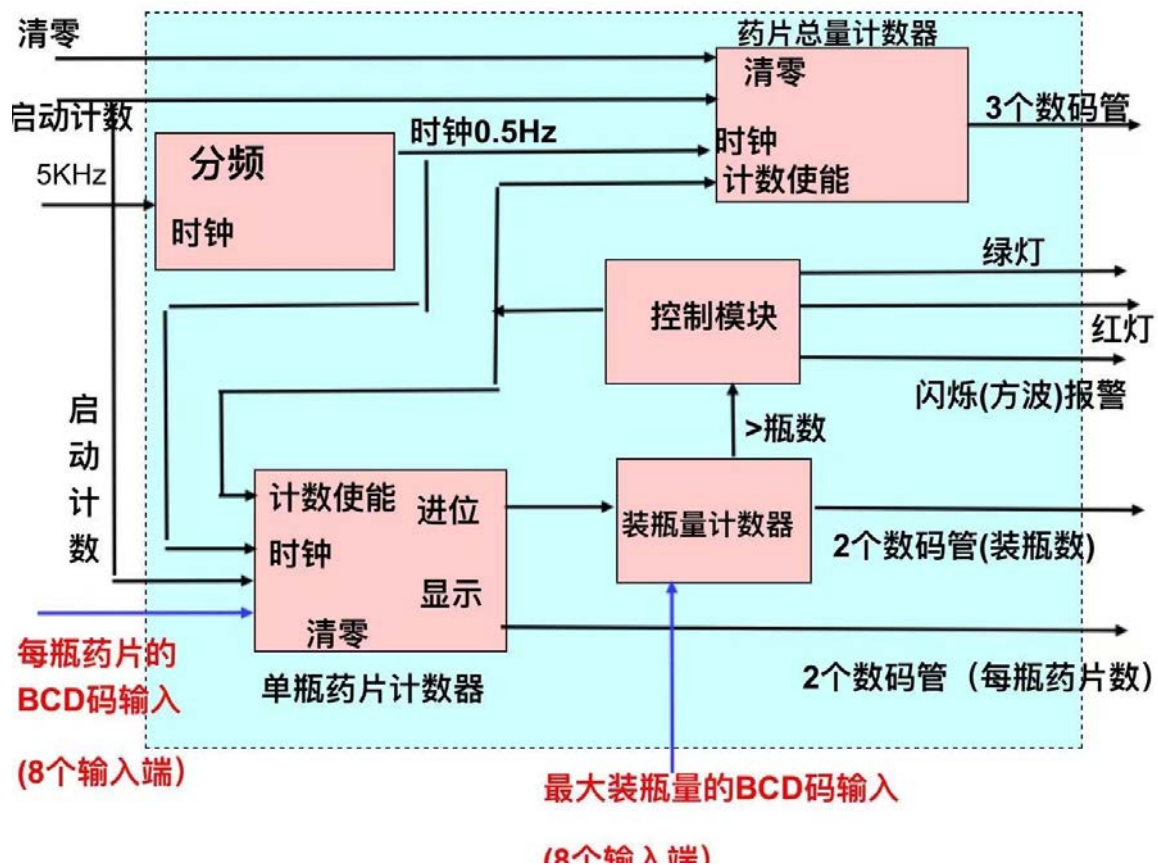 清零
药片总量计数器
清零
启动计数
3个数码管
时钟0.5Hz
分频
时钟
5KHz
计数使能
时钟
绿灯
控制模块
红灯
闪烁(方波)报警
启动计数
>瓶数
计数使能
进位
装瓶量计数器
时钟
2个数码管(装瓶数)
显示
清零
每瓶药片的
BCD码输入
单瓶药片计数器
2个数码管（每瓶药片数）
(8个输入端）
最大装瓶量的BCD码输入
(8个输入端）